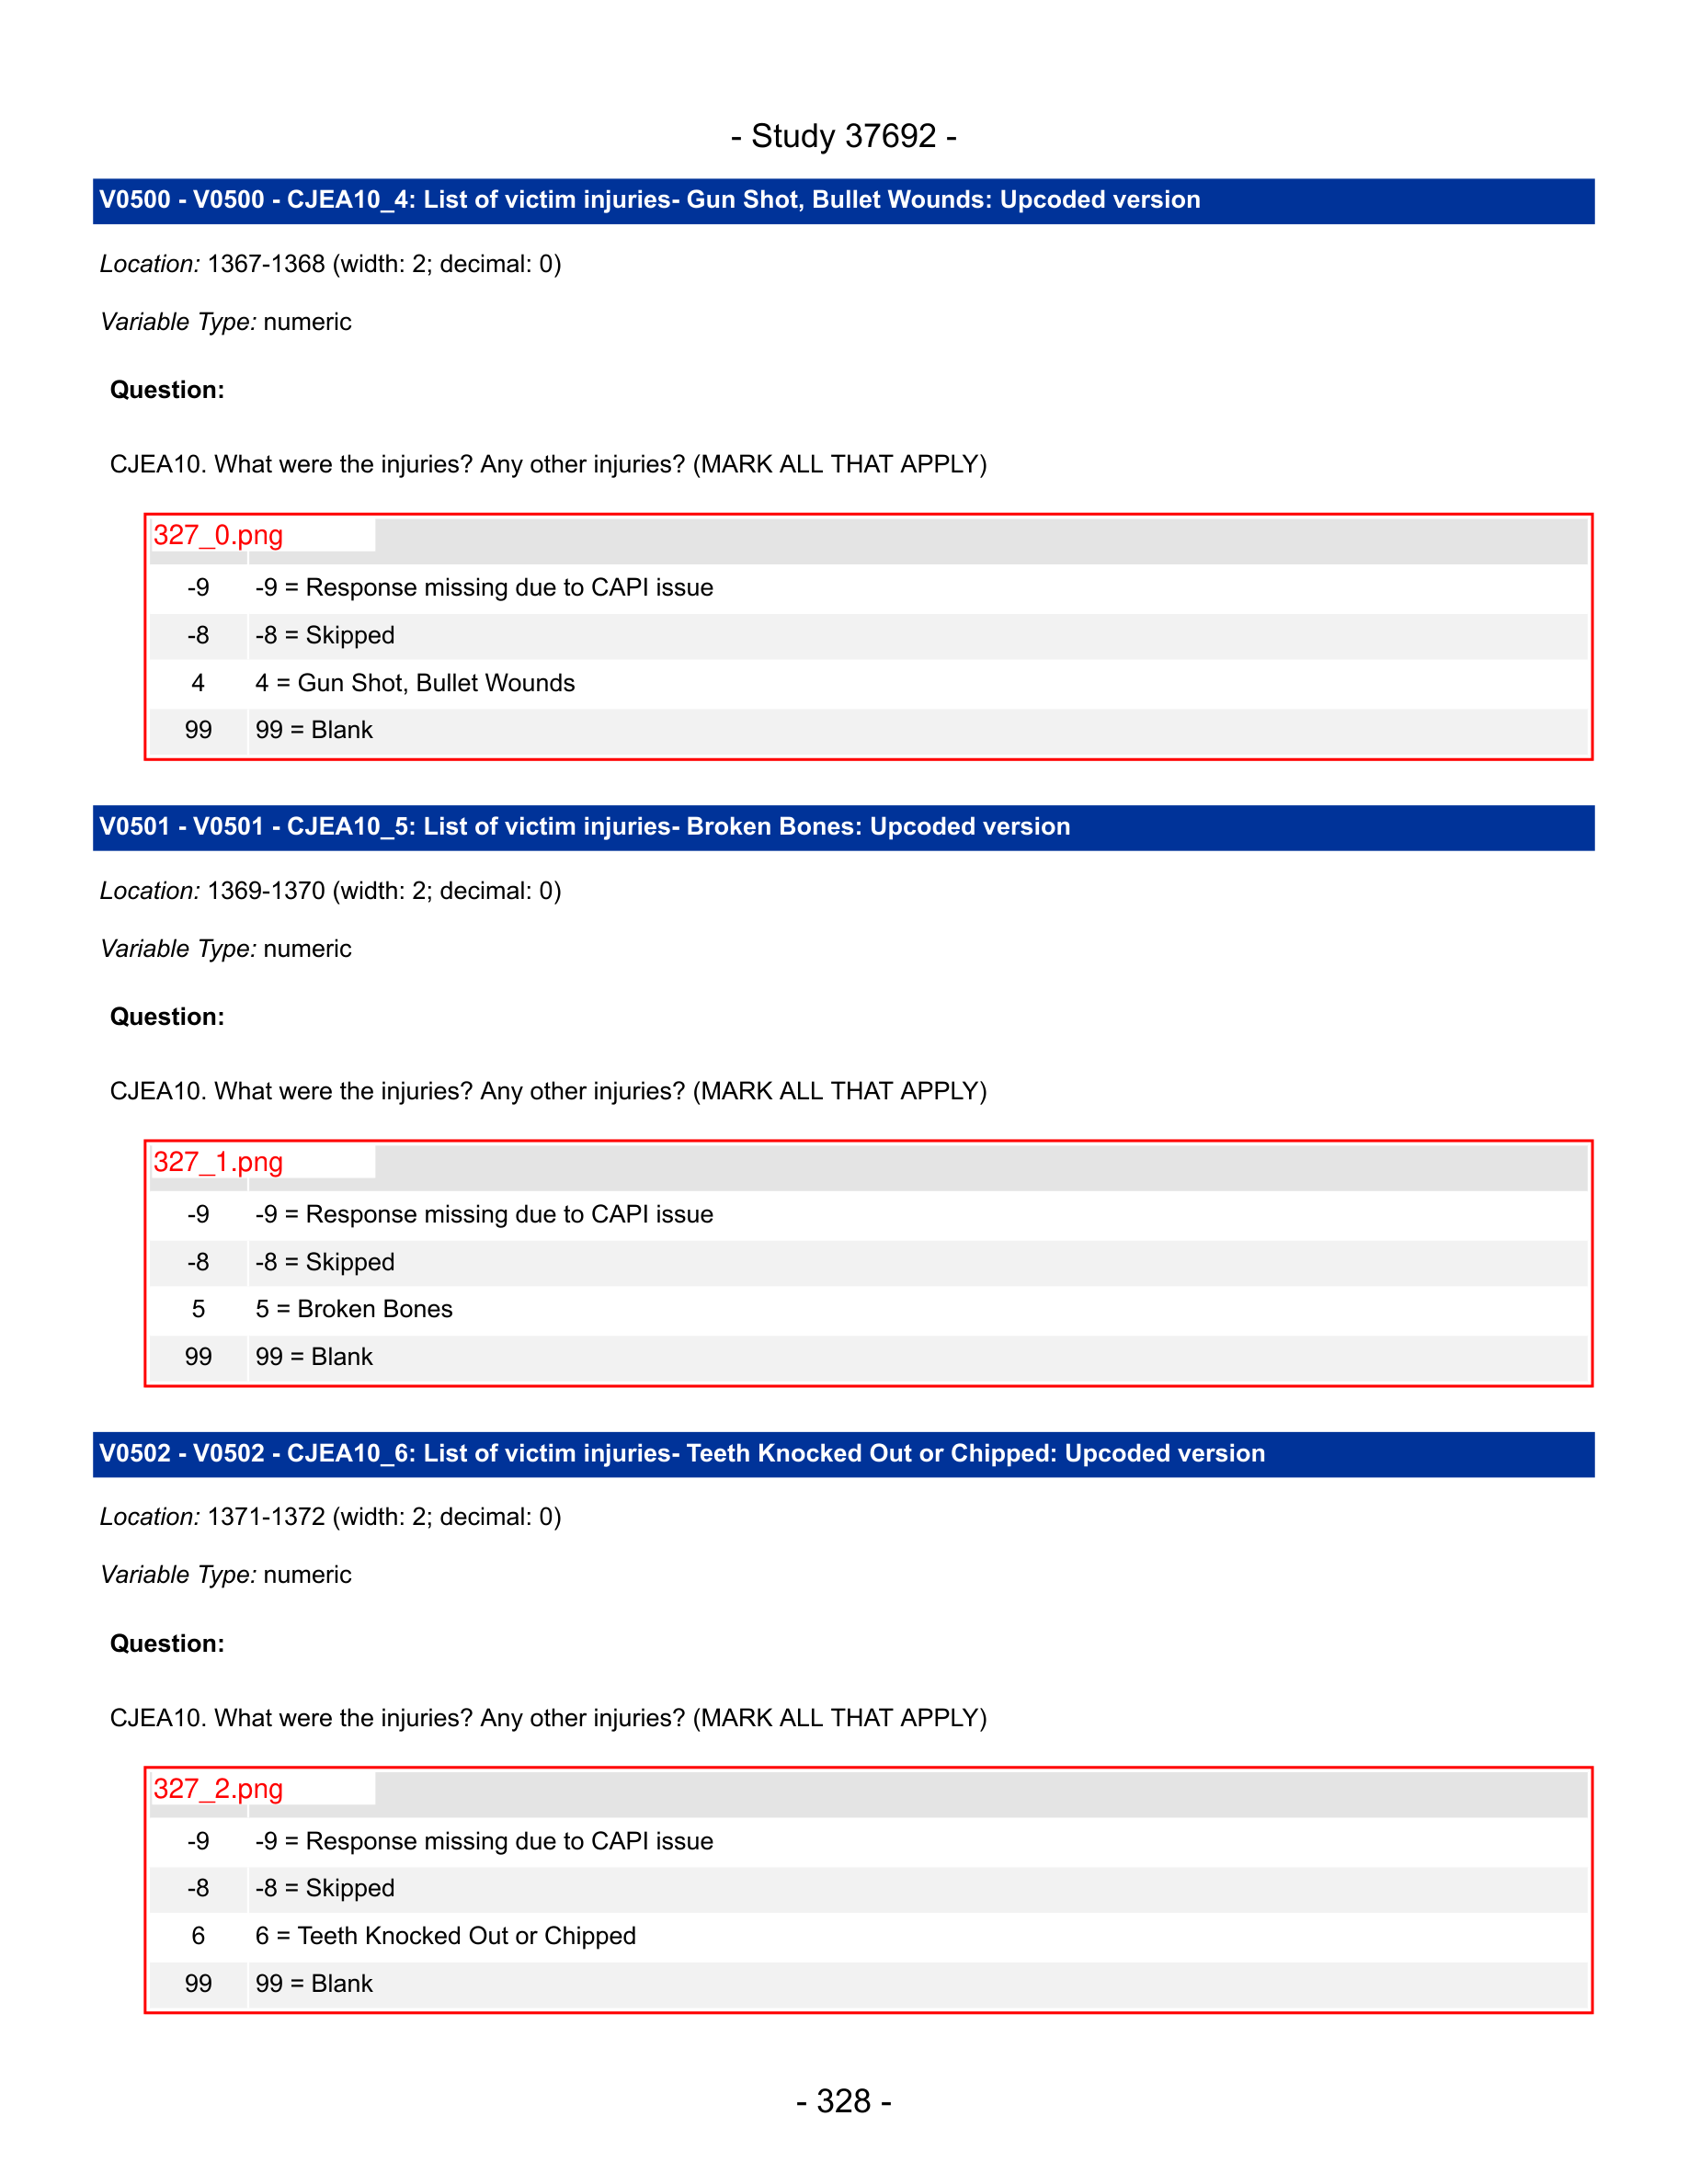 - Study 37692 -
V0500 - V0500 - CJEA10_4: List of victim injuries- Gun Shot, Bullet Wounds: Upcoded version
Location: 1367-1368 (width: 2; decimal: 0)
Variable Type: numeric
Question:
CJEA10. What were the injuries? Any other injuries? (MARK ALL THAT APPLY)
327_0.png
-9 -9 = Response missing due to CAPI issue
-8 -8 = Skipped
4 4 = Gun Shot, Bullet Wounds
99 99 = Blank
V0501 - V0501 - CJEA10_5: List of victim injuries- Broken Bones: Upcoded version
Location: 1369-1370 (width: 2; decimal: 0)
Variable Type: numeric
Question:
CJEA10. What were the injuries? Any other injuries? (MARK ALL THAT APPLY)
327_1.png
-9 -9 = Response missing due to CAPI issue
-8 -8 = Skipped
5 5 = Broken Bones
99 99 = Blank
V0502 - V0502 - CJEA10_6: List of victim injuries- Teeth Knocked Out or Chipped: Upcoded version
Location: 1371-1372 (width: 2; decimal: 0)
Variable Type: numeric
Question:
CJEA10. What were the injuries? Any other injuries? (MARK ALL THAT APPLY)
327_2.png
-9 -9 = Response missing due to CAPI issue
-8 -8 = Skipped
6 6 = Teeth Knocked Out or Chipped
99 99 = Blank
- 328 -